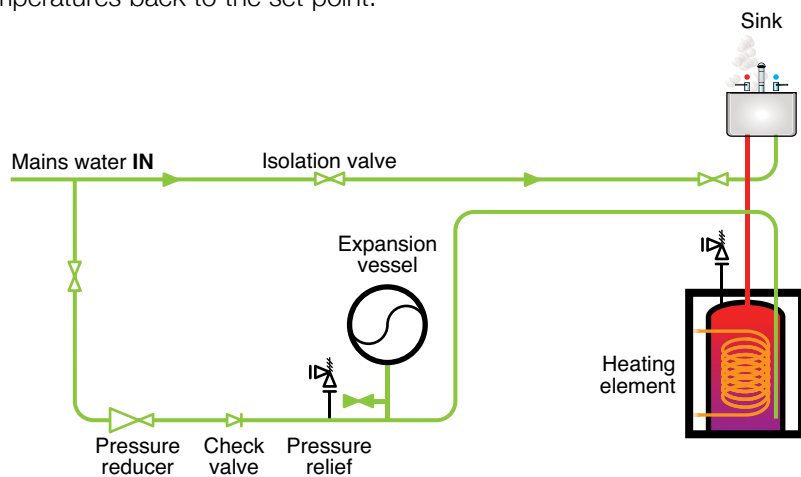 mperatures back to the set point.
Sink
Mains water IN
Isolation valve
Expansion
vessel
Heating
element
Pressure
reducer
Check
valve
Pressure
relief